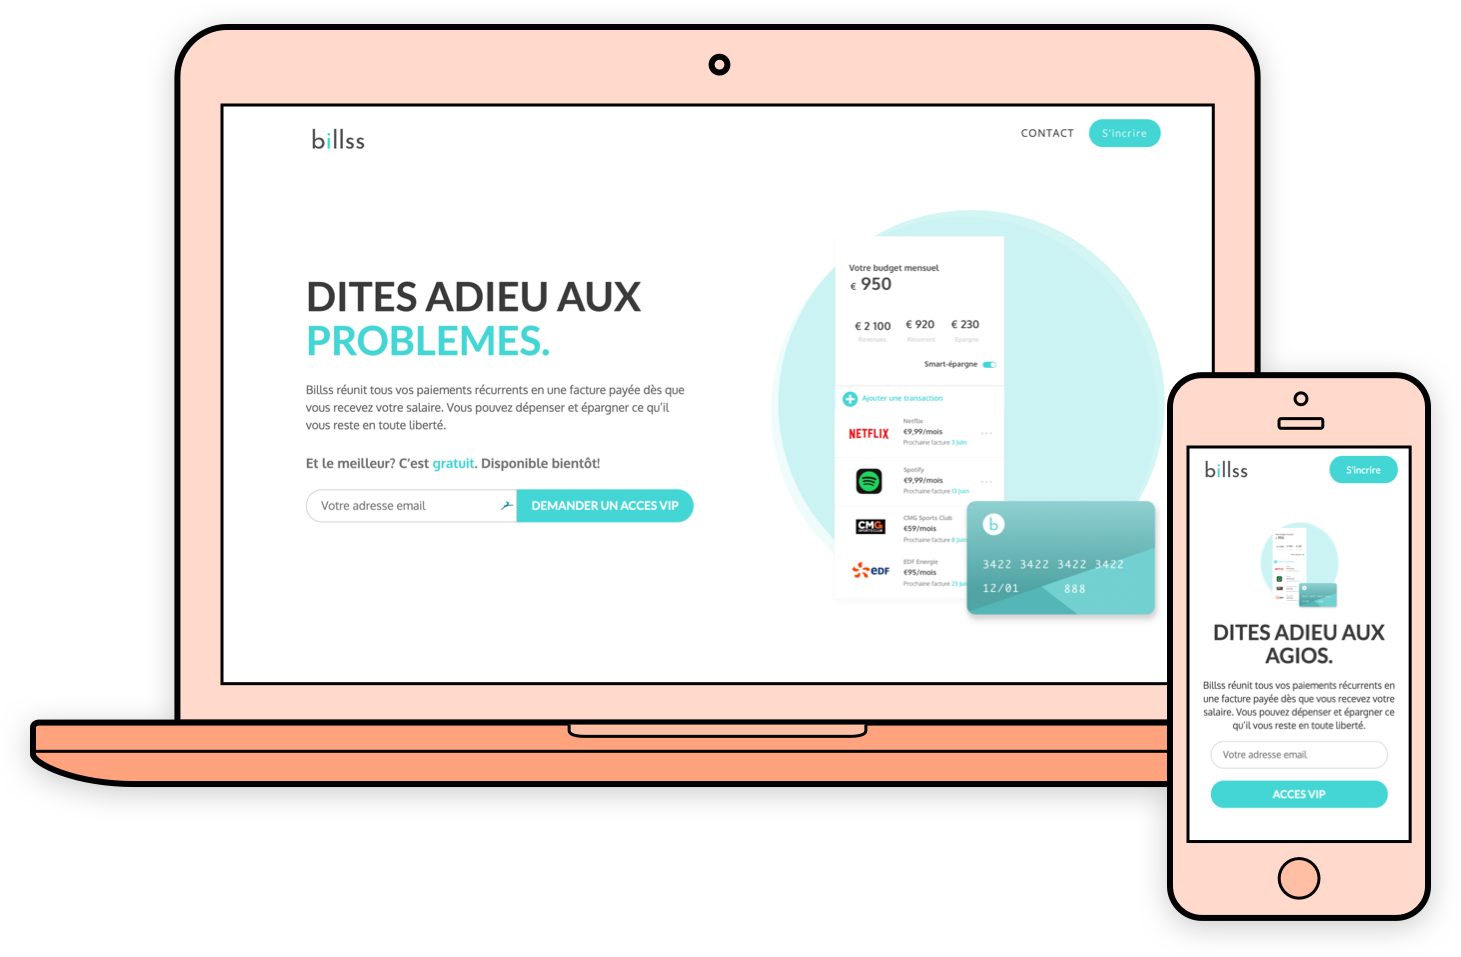 billss
CONTACT
S'incrire
DITES ADIEU AUX
PROBLEMES.
Billss réunit tous vos paiements récurrents en une facture payée dès que
vous recevez votre salaire. Vous pouvez dépenser et épargner ce qu'il
vous reste en toute liberté.
Et le meilleur? C'est gratuit. Disponible bientôt!
Votre adresse email
DEMANDER UN ACCES VIP
Votre budget mensuel
€ 950
€ 2 100 € 920 € 230
Revenues Récurrent Epargne
Smart-épargne
Ajouter une transaction
NETFLIX
Netflix
€9,99/mois
Prochaine facture 3 juin
Spotify
€9,99/mois
Prochaine facture 13 juin
CMG
CMG Sports Club
€59/mois
Prochaine facture 8 juin
EDF
EDF Energie
€95/mois
Prochaine facture 23
b
3422 3422 3422 3422
12/01 888
billss
S'incrire
DITES ADIEU AUX
AGIOS.
Billss réunit tous vos paiements récurrents en
une facture payée dès que vous recevez votre
salaire. Vous pouvez dépenser et épargner ce
qu'il vous reste en toute liberté.
Votre adresse email
ACCES VIP